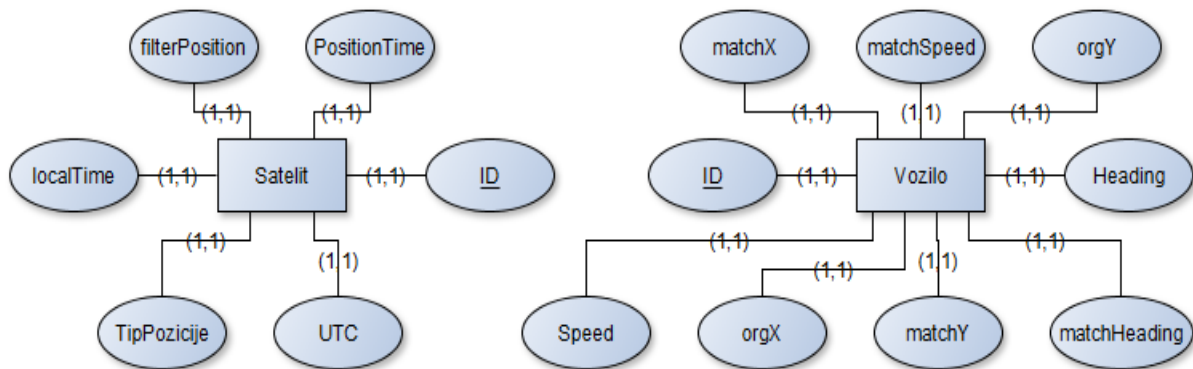 filterPosition
PositionTime
(1,1)
(1,1)
localTime
(1,1)
Satelit
(1,1)
ID
(1,1)
(1,1)
TipPozicije
UTC
matchX
matchSpeed
orgY
(1,1)
(1,1)
(1,1)
ID
(1,1)
Vozilo
(1,1)
Heading
(1,1)
(1,1)
(1,1)
(1,1)
Speed
orgX
matchY
matchHeading